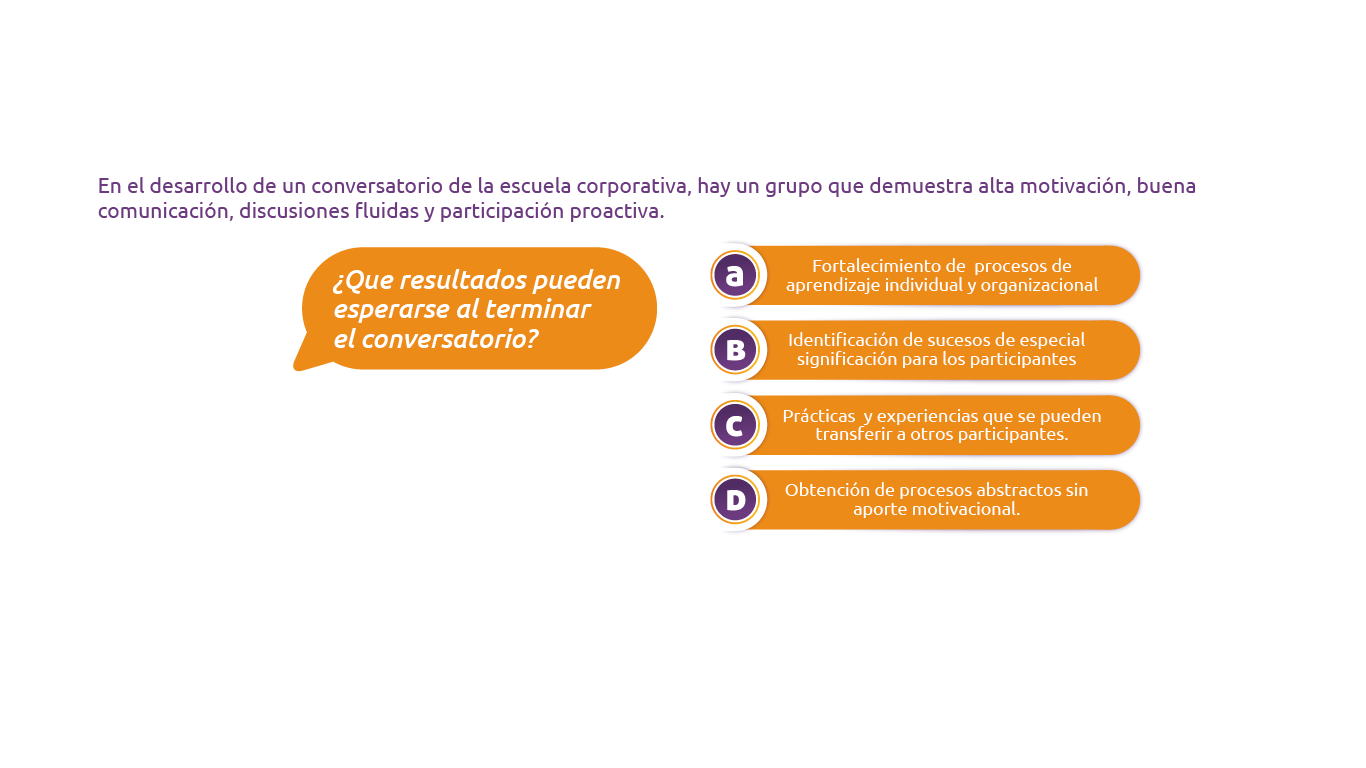 En el desarrollo de un conversatorio de la escuela corporativa, hay un grupo que demuestra alta motivación, buena
comunicación, discusiones fluidas y participación proactiva.
¿Que resultados pueden
esperarse al terminar
el conversatorio?
a
Fortalecimiento de  procesos de
aprendizaje individual y organizacional
B
Identificación de sucesos de especial
significación para los participantes
C
Prácticas  y experiencias que se pueden
transferir a otros participantes.
D
Obtención de procesos abstractos sin
aporte motivacional.